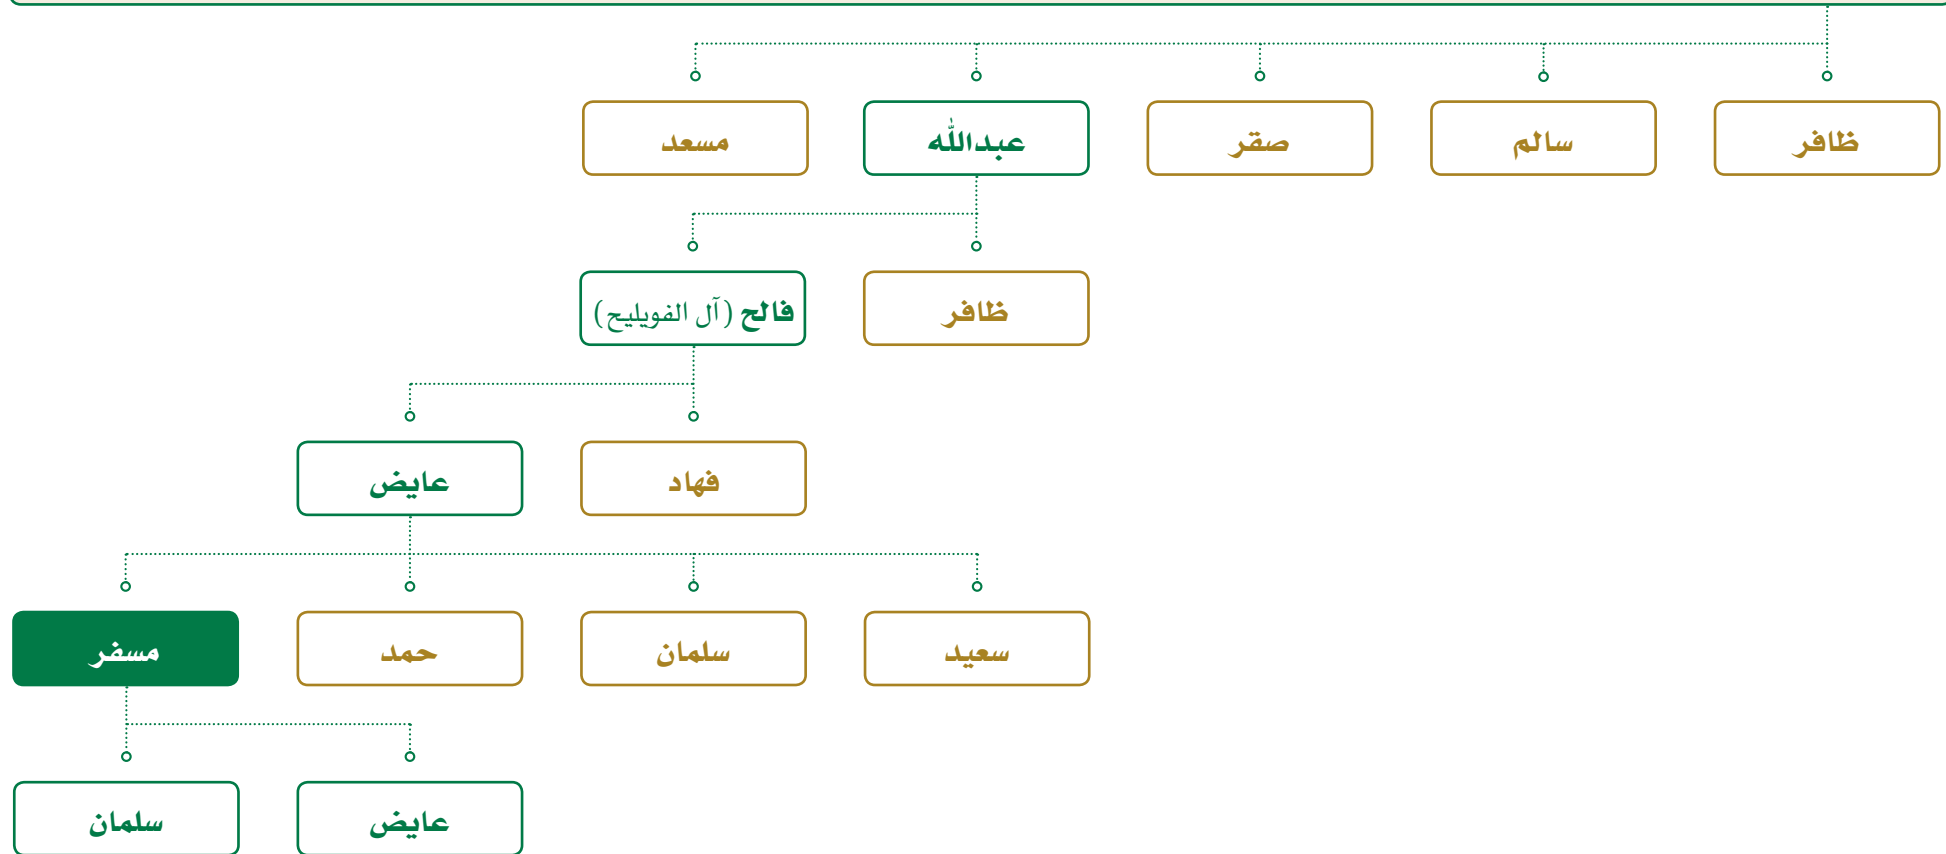 ظافر
سالم
صقر
عبدالله
مسعد
ظافر
فالح (آل الفويليح)
فهاد
عايض
سعيد
سلمان
حمد
مسفر
عايض
سلمان